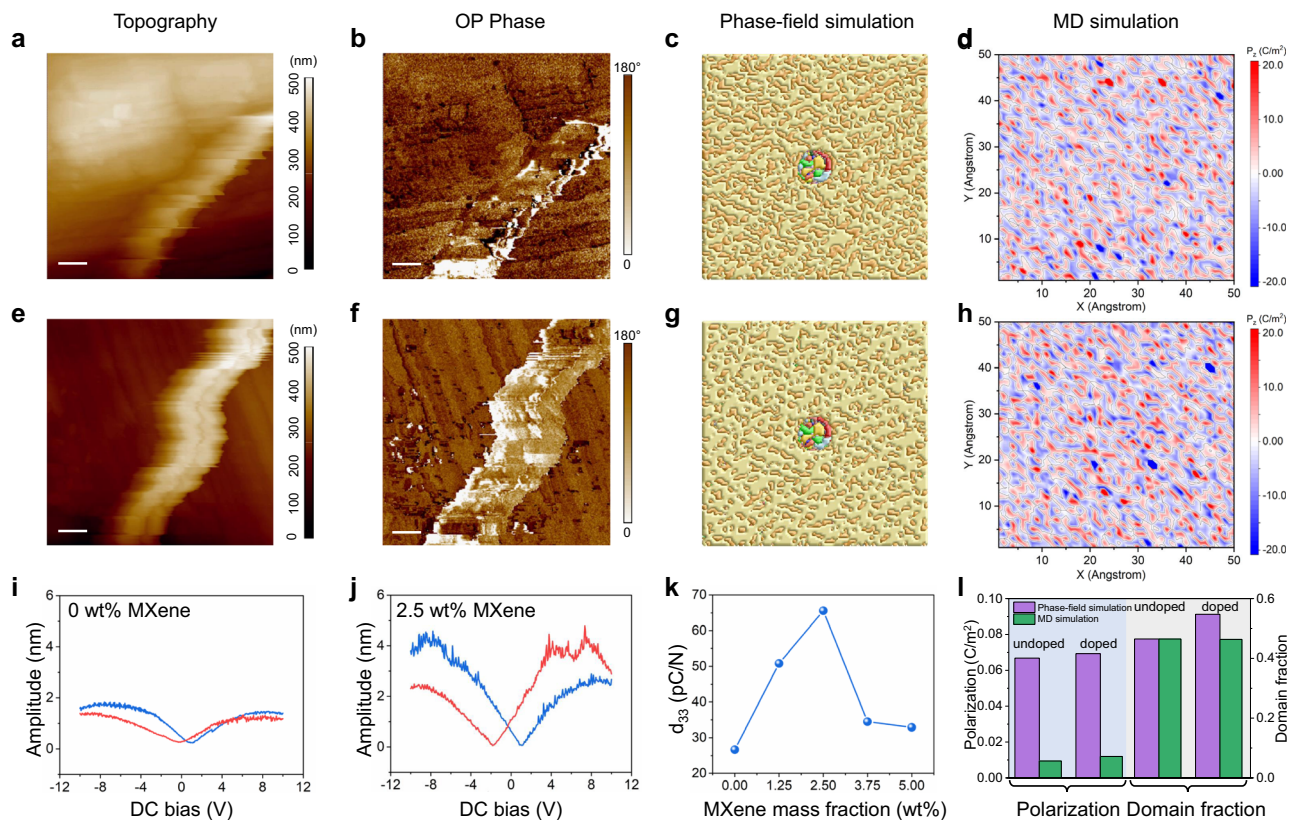 Topography
OP Phase
Phase-field simulation
MD simulation
a
(nm)
500
400
300
200
100
0
b
180°
0
c
d
50
40
30
20
10
10 20 30 40 50
X (Angstrom)
Y (Angstrom)
Pz (C/m²)
20.0
10.0
0.00
-10.0
-20.0
e
(nm)
500
400
300
200
100
0
f
180°
0
g
h
50
40
30
20
10
10 20 30 40 50
X (Angstrom)
Y (Angstrom)
Pz (C/m²)
20.0
10.0
0.00
-10.0
-20.0
i
0 wt% MXene
Amplitude (nm)
6
4
2
0
-12 -8 -4 0 4 8 12
DC bias (V)
j
2.5 wt% MXene
Amplitude (nm)
6
4
2
0
-12 -8 -4 0 4 8 12
DC bias (V)
k
d33 (pC/N)
70
65
60
55
50
45
40
35
30
25
20
0.00 1.25 2.50 3.75 5.00
MXene mass fraction (wt%)
l
Polarization (C/m²)
0.10
0.08
0.06
0.04
0.02
0.00
Phase-field simulation
MD simulation
undoped doped
undoped doped
0.6
0.4
0.2
0.0
Domain fraction
Polarization Domain fraction